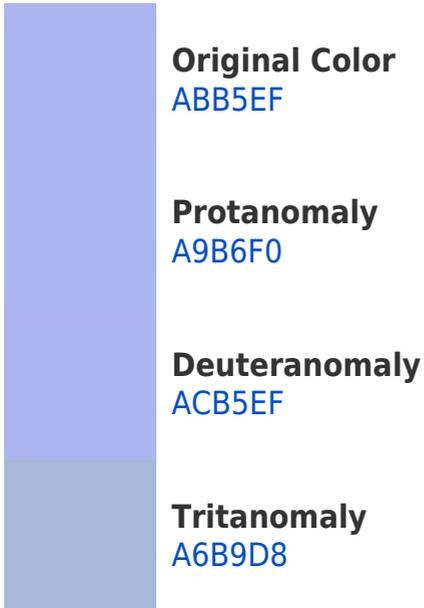 Original Color
ABB5EF
Protanomaly
A9B6F0
Deuteranomaly
ACB5EF
Tritanomaly
A6B9D8